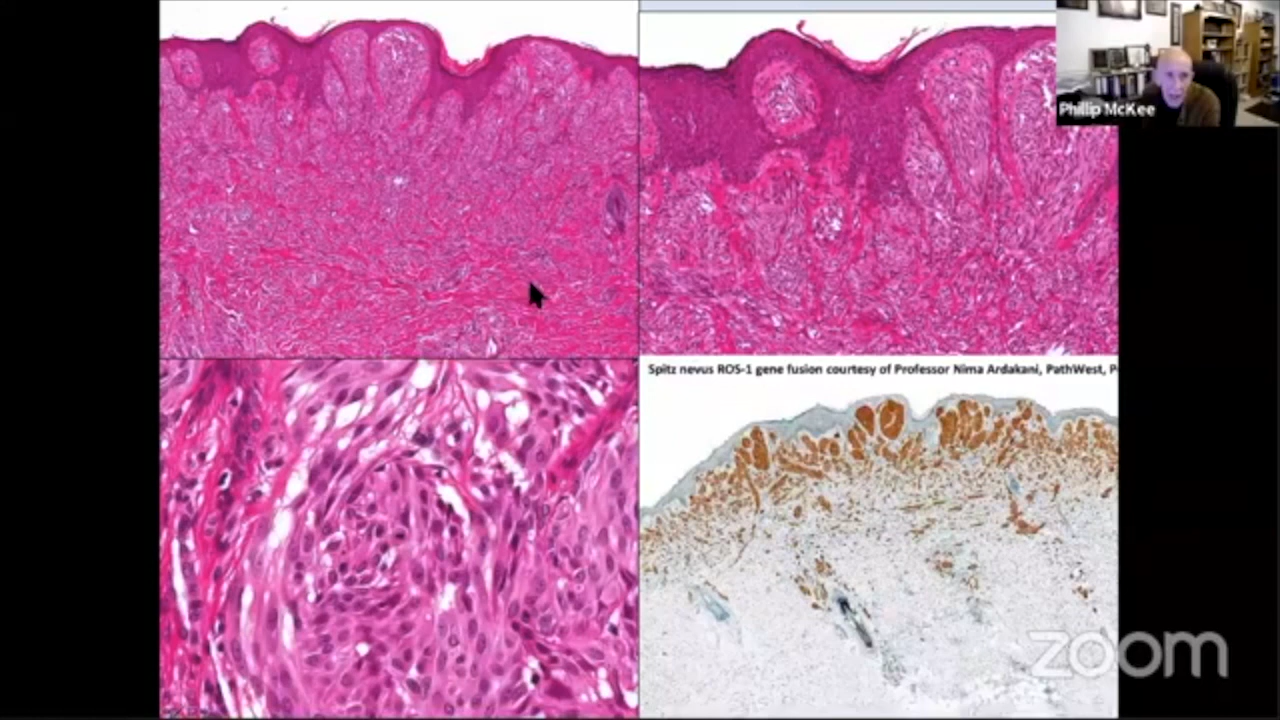 Phillip McKee
Spitz nevus ROS-1 gene fusion courtesy of Professor Nima Ardakani, PathWest, P
zoom